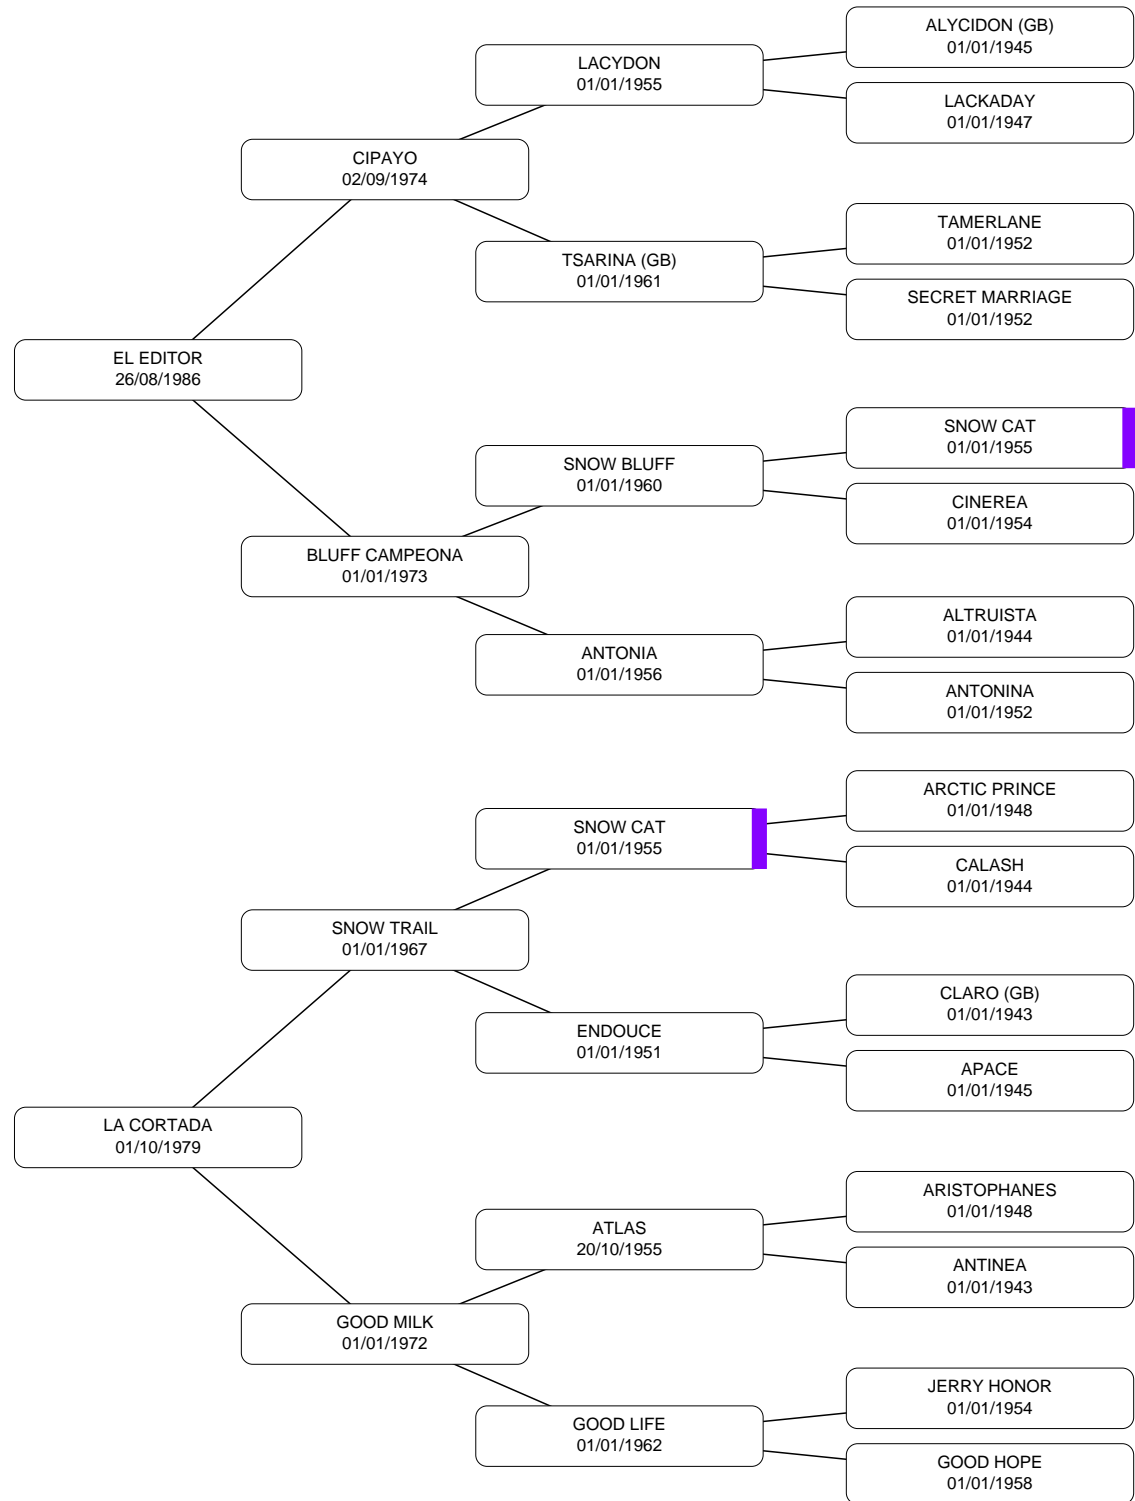 ALYCIDON (GB)
01/01/1945
LACYDON
01/01/1955
LACKADAY
01/01/1947
CIPAYO
02/09/1974
TAMERLANE
01/01/1952
TSARINA (GB)
01/01/1961
SECRET MARRIAGE
01/01/1952
EL EDITOR
26/08/1986
SNOW CAT
01/01/1955
SNOW BLUFF
01/01/1960
CINEREA
01/01/1954
BLUFF CAMPEONA
01/01/1973
ALTRUISTA
01/01/1944
ANTONIA
01/01/1956
ANTONINA
01/01/1952
ARCTIC PRINCE
01/01/1948
SNOW CAT
01/01/1955
CALASH
01/01/1944
SNOW TRAIL
01/01/1967
CLARO (GB)
01/01/1943
ENDOUCE
01/01/1951
APACE
01/01/1945
LA CORTADA
01/10/1979
ARISTOPHANES
01/01/1948
ATLAS
20/10/1955
ANTINEA
01/01/1943
GOOD MILK
01/01/1972
JERRY HONOR
01/01/1954
GOOD LIFE
01/01/1962
GOOD HOPE
01/01/1958